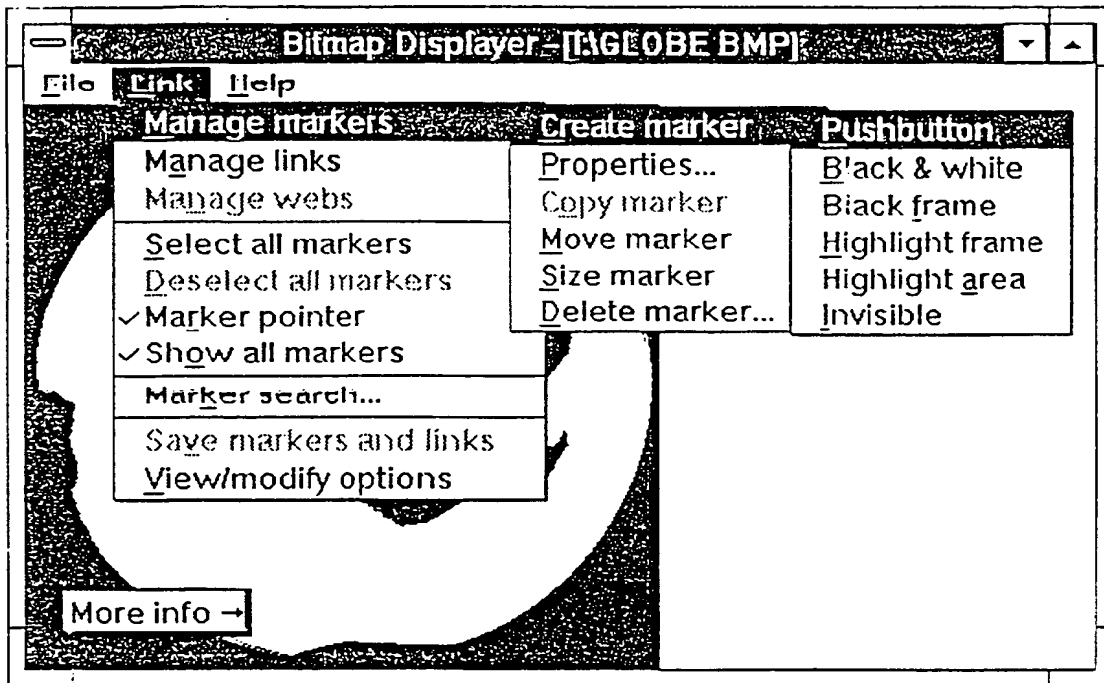 Bitmap Displayer-[I:\GLOBE BMP]
File Link Help
Manage markers
Manage links
Manage webs
Select all markers
Deselect all markers
✓Marker pointer
✓Show all markers
Marker search...
Save markers and links
View/modify options
Create marker
Properties...
Copy marker
Move marker
Size marker
Delete marker...
Pushbutton
Black & white
Black frame
Highlight frame
Highlight area
Invisible
More info →